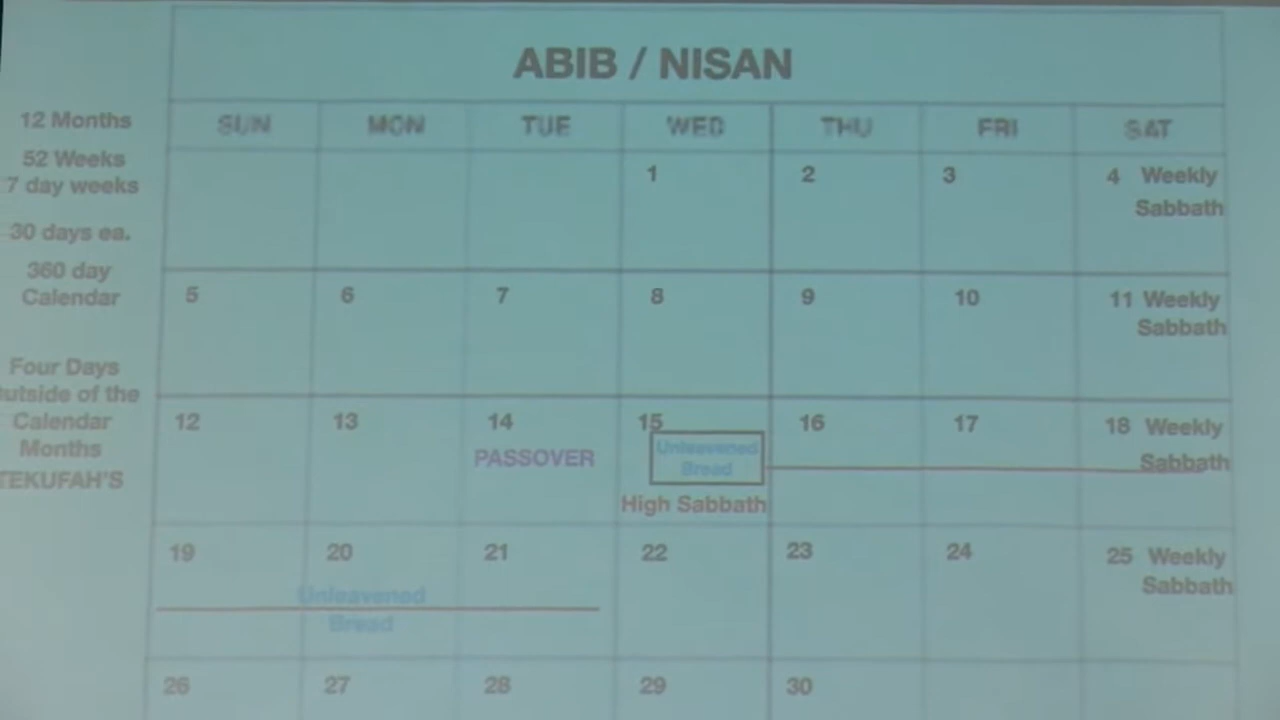 ABIB / NISAN
12 Months
52 Weeks
7 day weeks
30 days ea.
360 day
Calendar
Four Days
outside of the
Calendar
Months
TEKUFAH'S
SUN MON TUE WED THU FRI SAT
1 2 3 4 Weekly
Sabbath
5 6 7 8 9 10 11 Weekly
Sabbath
12 13 14 15 16 17 18 Weekly
PASSOVER Unleavened Sabbath
Bread
High Sabbath
19 20 21 22 23 24 25 Weekly
Sabbath
Unleavened
Bread
26 27 28 29 30